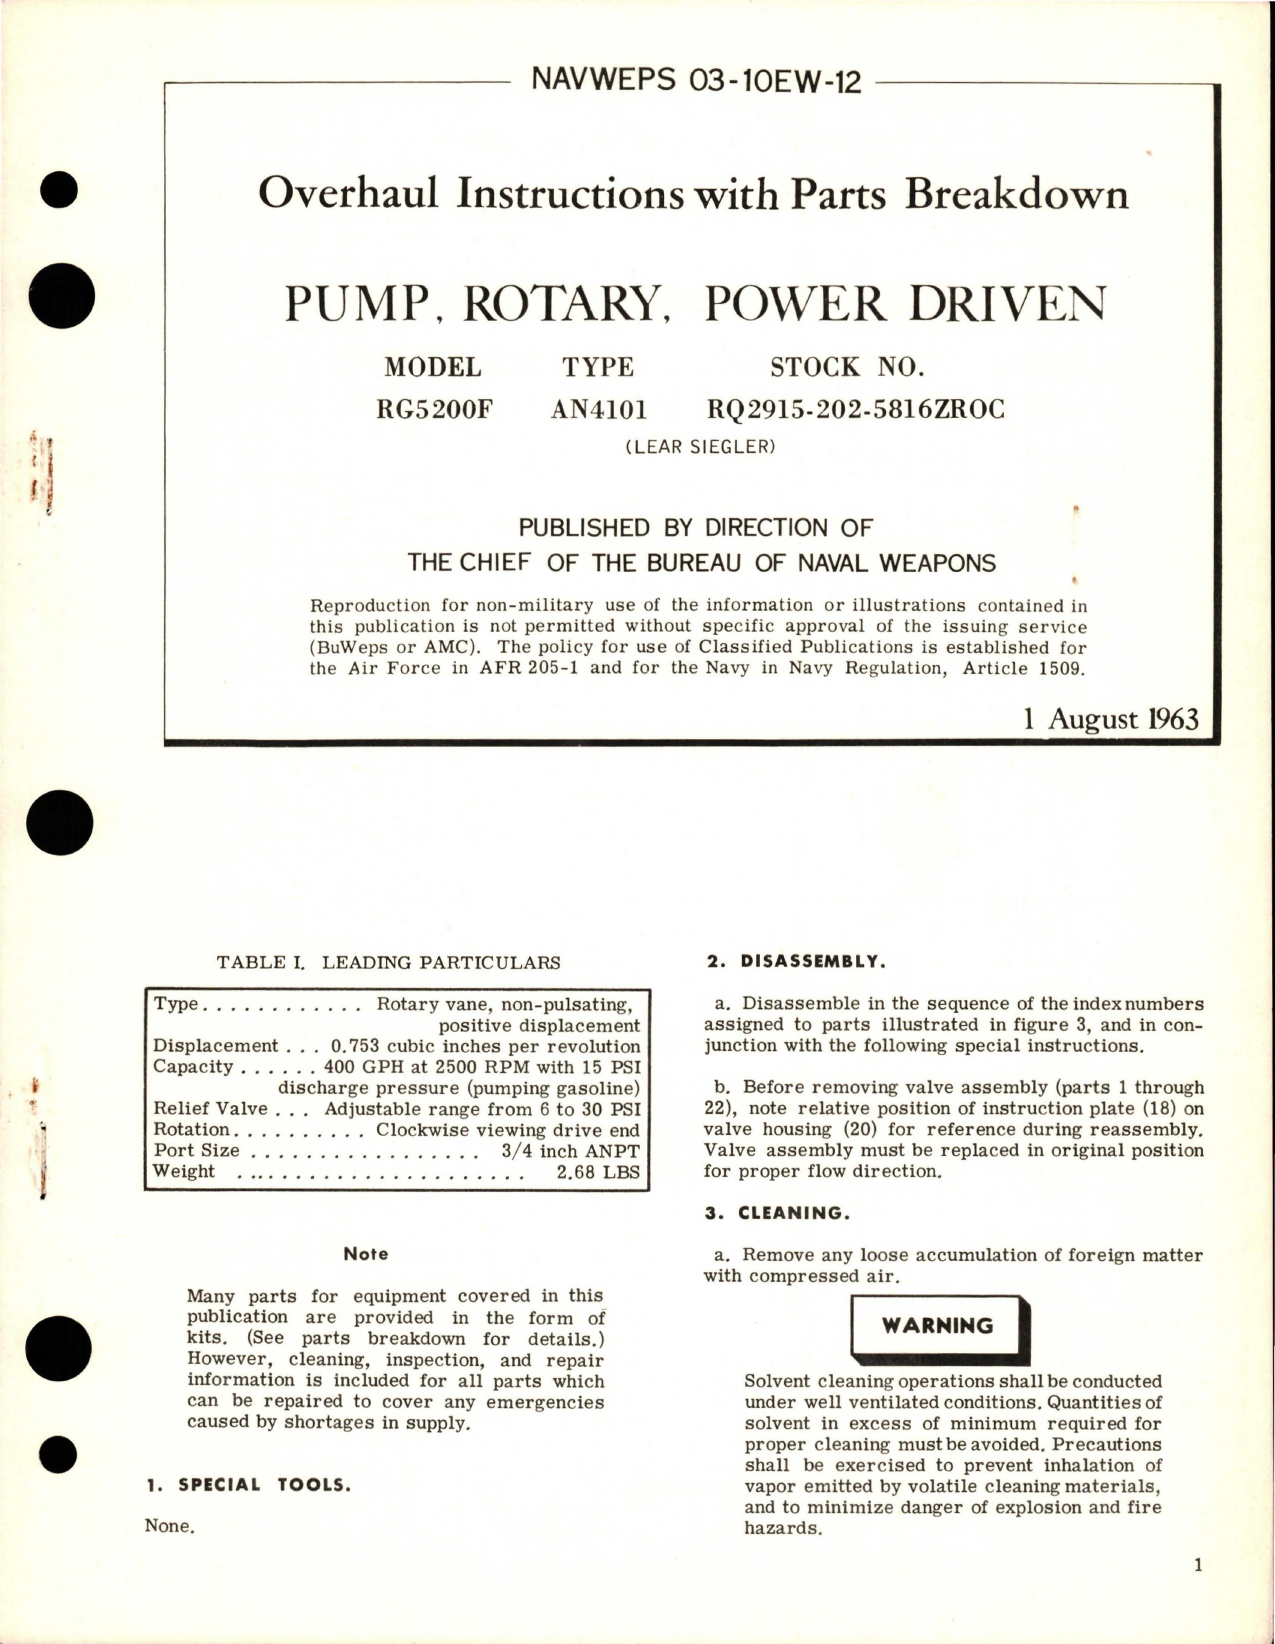 NAVWEPS 03-10EW-12
Overhaul Instructions with Parts Breakdown
PUMP, ROTARY, POWER DRIVEN
MODEL TYPE STOCK NO.
RG5200F AN4101 RQ2915-202-5816ZROC
(LEAR SIEGLER)
PUBLISHED BY DIRECTION OF
THE CHIEF OF THE BUREAU OF NAVAL WEAPONS
Reproduction for non-military use of the information or illustrations contained in
this publication is not permitted without specific approval of the issuing service
(BuWeps or AMC). The policy for use of Classified Publications is established for
the Air Force in AFR 205-1 and for the Navy in Navy Regulation, Article 1509.
1 August 1963
TABLE I. LEADING PARTICULARS
Type . . . . . . . . . . . . Rotary vane, non-pulsating,
positive displacement
Displacement . . . 0.753 cubic inches per revolution
Capacity . . . . . . 400 GPH at 2500 RPM with 15 PSI
discharge pressure (pumping gasoline)
Relief Valve . . . Adjustable range from 6 to 30 PSI
Rotation . . . . . . . . . . Clockwise viewing drive end
Port Size . . . . . . . . . . . . . . . . . 3/4 inch ANPT
Weight . . . . . . . . . . . . . . . . . . . . . 2.68 LBS
Note
Many parts for equipment covered in this
publication are provided in the form of
kits. (See parts breakdown for details.)
However, cleaning, inspection, and repair
information is included for all parts which
can be repaired to cover any emergencies
caused by shortages in supply.
1. SPECIAL TOOLS.
None.
2. DISASSEMBLY.
a. Disassemble in the sequence of the index numbers
assigned to parts illustrated in figure 3, and in con-
junction with the following special instructions.
b. Before removing valve assembly (parts 1 through
22), note relative position of instruction plate (18) on
valve housing (20) for reference during reassembly.
Valve assembly must be replaced in original position
for proper flow direction.
3. CLEANING.
a. Remove any loose accumulation of foreign matter
with compressed air.
WARNING
Solvent cleaning operations shall be conducted
under well ventilated conditions. Quantities of
solvent in excess of minimum required for
proper cleaning must be avoided. Precautions
shall be exercised to prevent inhalation of
vapor emitted by volatile cleaning materials,
and to minimize danger of explosion and fire
hazards.
1